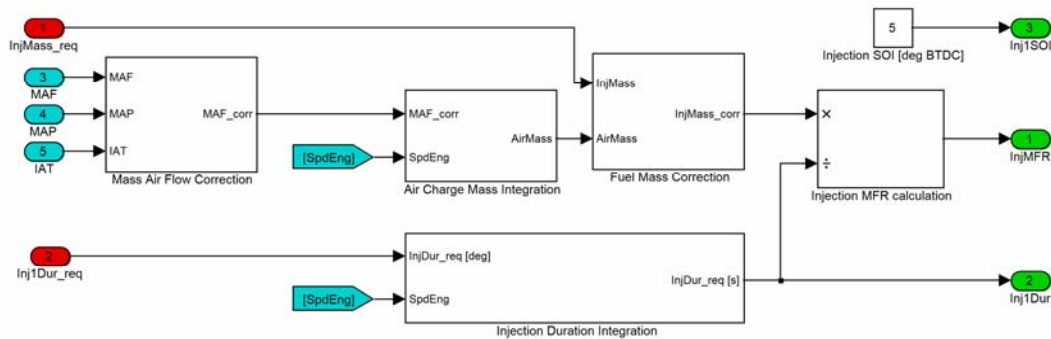 1
InjMass_req
3
MAF
4
MAP
5
IAT
MAF
MAP
IAT
MAF_corr
Mass Air Flow Correction
[SpdEng]
MAF_corr
SpdEng
AirMass
Air Charge Mass Integration
InjMass
AirMass
InjMass_corr
Fuel Mass Correction
5
Injection SOI [deg BTDC]
3
Inj1SOI
×
÷
Injection MFR calculation
1
InjMFR
2
Inj1Dur_req
[SpdEng]
InjDur_req [deg]
SpdEng
InjDur_req [s]
Injection Duration Integration
2
Inj1Dur